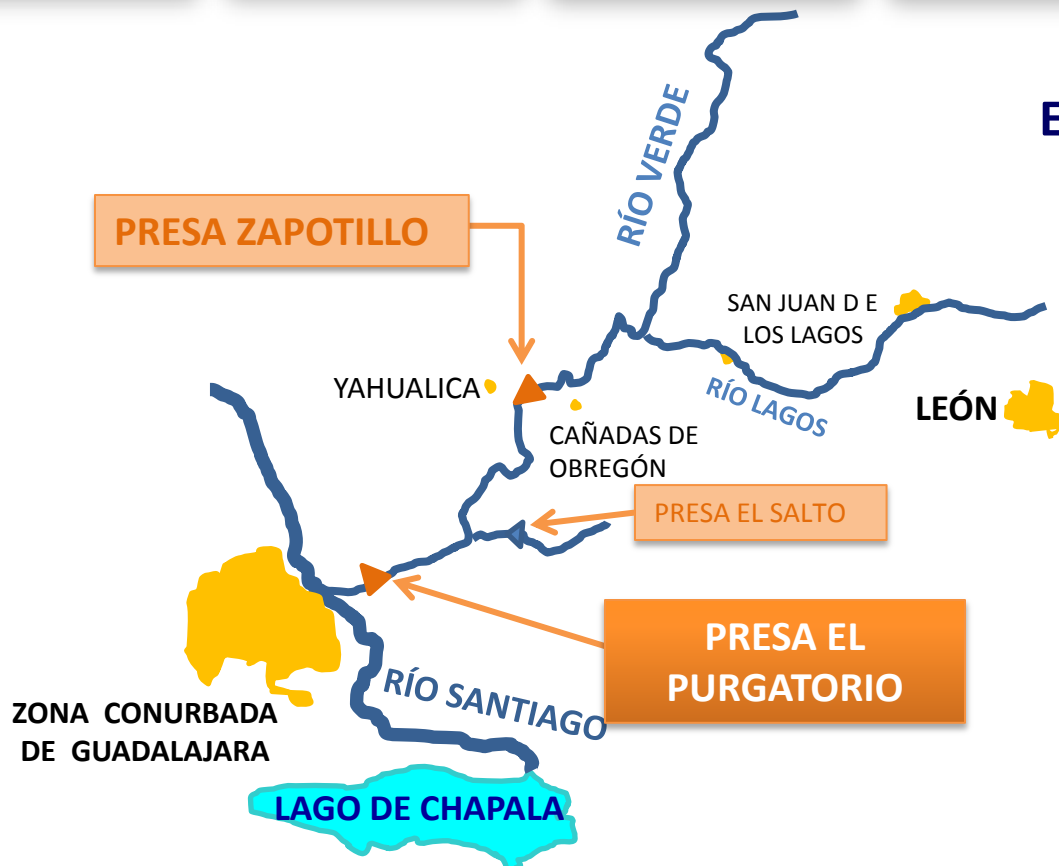 E
RÍO VERDE
PRESA ZAPOTILLO
SAN JUAN D E
LOS LAGOS
YAHUALICA
RÍO LAGOS
LEÓN
CAÑADAS DE
OBREGÓN
PRESA EL SALTO
PRESA EL
PURGATORIO
RÍO SANTIAGO
ZONA CONURBADA
DE GUADALAJARA
LAGO DE CHAPALA